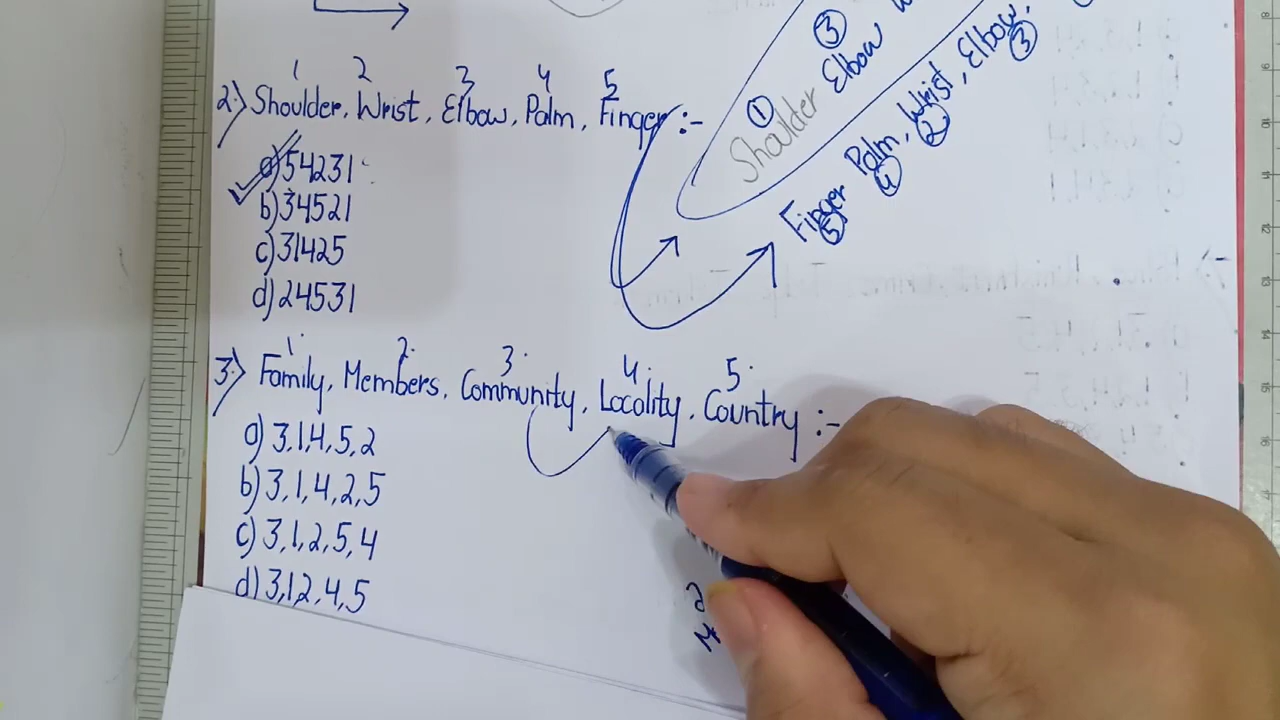 1 2 3 4 5
2.) Shoulder, Wrist, Elbow, Palm, Finger :-
a) 54231
b) 34521
c) 31425
d) 24531
③
① 
Shoulder Elbow
Finger Palm, Wrist, Elbow,
⑤ ④ ② ③
1 2 3 4 5
3.) Family, Members, Community, Locality, Country :-
a) 3,1,4,5,2
b) 3,1,4,2,5
c) 3,1,2,5,4
d) 3,1,2,4,5
2